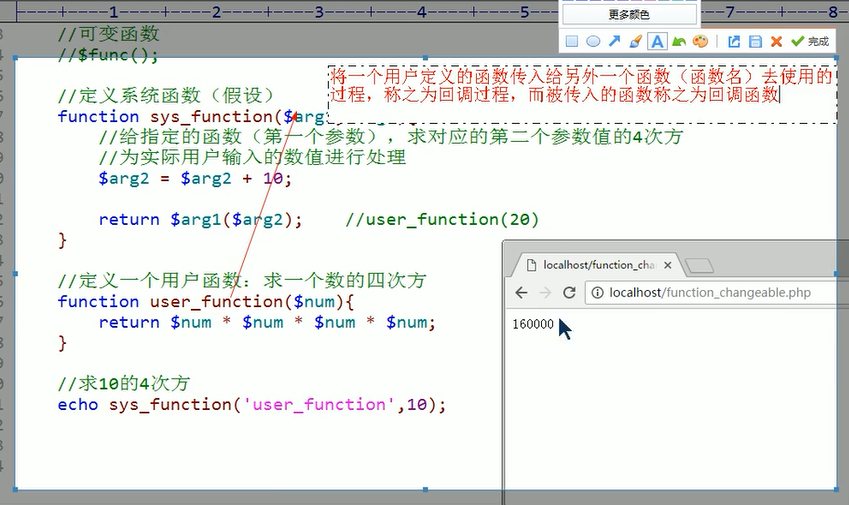 1 2 3 7 8
更多颜色
完成
//可变函数
//$func();
将一个用户定义的函数传入给另外一个函数（函数名）去使用的
过程，称之为回调过程，而被传入的函数称之为回调函数
//定义系统函数（假设）
function sys_function($arg
//给指定的函数（第一个参数），求对应的第二个参数值的4次方
//为实际用户输入的数值进行处理
$arg2 = $arg2 + 10;
return $arg1($arg2); //user_function(20)
}
//定义一个用户函数：求一个数的四次方
function user_function($num){
return $num * $num * $num * $num;
}
//求10的4次方
echo sys_function('user_function',10);
localhost/function_cha
localhost/function_changeable.php
160000